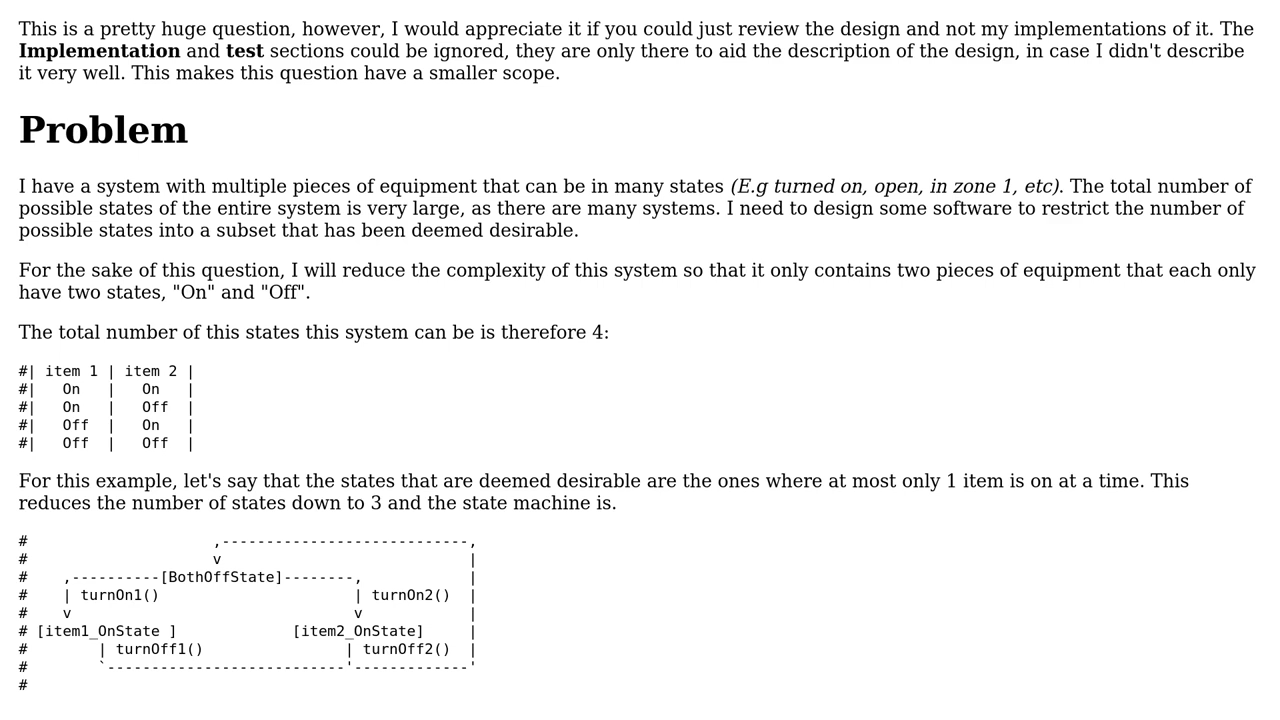 This is a pretty huge question, however, I would appreciate it if you could just review the design and not my implementations of it. The
Implementation and test sections could be ignored, they are only there to aid the description of the design, in case I didn't describe
it very well. This makes this question have a smaller scope.
Problem
I have a system with multiple pieces of equipment that can be in many states (E.g turned on, open, in zone 1, etc). The total number of
possible states of the entire system is very large, as there are many systems. I need to design some software to restrict the number of
possible states into a subset that has been deemed desirable.
For the sake of this question, I will reduce the complexity of this system so that it only contains two pieces of equipment that each only
have two states, "On" and "Off".
The total number of this states this system can be is therefore 4:
#| item 1 | item 2 |
#|   On   |   On   |
#|   On   |   Off  |
#|   Off  |   On   |
#|   Off  |   Off  |
For this example, let's say that the states that are deemed desirable are the ones where at most only 1 item is on at a time. This
reduces the number of states down to 3 and the state machine is.
#                     ,----------------------------,
#                     v                            |
#    ,----------[BothOffState]--------,            |
#    | turnOn1()                      | turnOn2()  |
#    v                                v            |
# [item1_OnState ]             [item2_OnState]     |
#        | turnOff1()                | turnOff2()  |
#        `---------------------------'-------------'
#